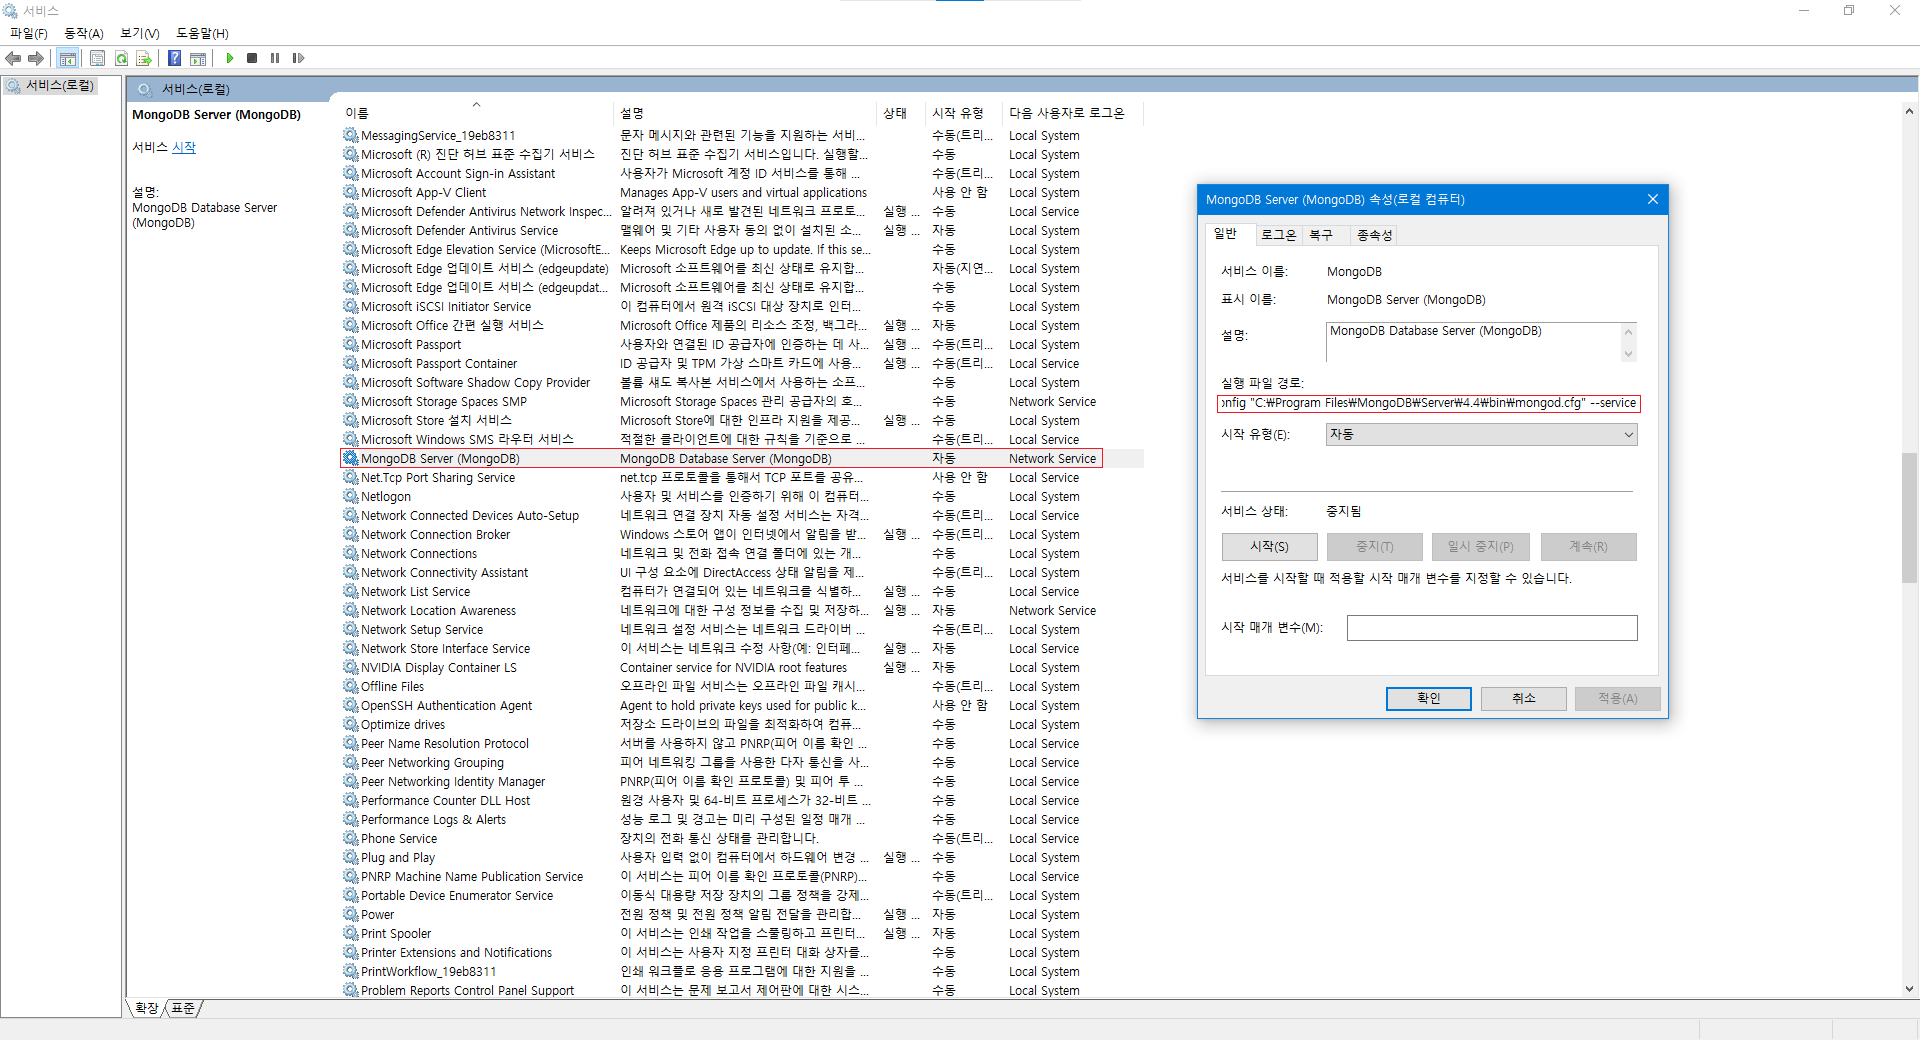 서비스
파일(F) 동작(A) 보기(V) 도움말(H)
서비스(로컬)
서비스(로컬)
MongoDB Server (MongoDB)
서비스 시작
설명:
MongoDB Database Server
(MongoDB)
이름 설명 상태 시작 유형 다음 사용자로 로그온
MessagingService_19eb8311 문자 메시지와 관련된 기능을 지원하는 서비... 수동(트리... Local System
Microsoft (R) 진단 허브 표준 수집기 서비스 진단 허브 표준 수집기 서비스입니다. 실행할... 수동 Local System
Microsoft Account Sign-in Assistant 사용자가 Microsoft 계정 ID 서비스를 통해 ... 수동(트리... Local System
Microsoft App-V Client Manages App-V users and virtual applications 사용 안 함 Local System
Microsoft Defender Antivirus Network Inspec... 알려져 있거나 새로 발견된 네트워크 프로토... 실행 ... 수동 Local Service
Microsoft Defender Antivirus Service 맬웨어 및 기타 사용자 동의 없이 설치된 소... 실행 ... 자동 Local System
Microsoft Edge Elevation Service (MicrosoftE... Keeps Microsoft Edge up to update. If this se... 수동 Local System
Microsoft Edge 업데이트 서비스 (edgeupdate) Microsoft 소프트웨어를 최신 상태로 유지합... 자동(지연... Local System
Microsoft Edge 업데이트 서비스 (edgeupdat... Microsoft 소프트웨어를 최신 상태로 유지합... 수동 Local System
Microsoft iSCSI Initiator Service 이 컴퓨터에서 원격 iSCSI 대상 장치로 인터... 수동 Local System
Microsoft Office 간편 실행 서비스 Microsoft Office 제품의 리소스 조정, 백그라... 실행 ... 자동 Local System
Microsoft Passport 사용자와 연결된 ID 공급자에 인증하는 데 사... 실행 ... 수동(트리... Local System
Microsoft Passport Container ID 공급자 및 TPM 가상 스마트 카드에 사용... 실행 ... 수동(트리... Local Service
Microsoft Software Shadow Copy Provider 볼륨 섀도 복사본 서비스에서 사용하는 소프... 수동 Local System
Microsoft Storage Spaces SMP Microsoft Storage Spaces 관리 공급자의 호... 수동 Network Service
Microsoft Store 설치 서비스 Microsoft Store에 대한 인프라 지원을 제공... 실행 ... 수동 Local System
Microsoft Windows SMS 라우터 서비스 적절한 클라이언트에 대한 규칙을 기준으로 ... 수동(트리... Local Service
MongoDB Server (MongoDB) MongoDB Database Server (MongoDB) 자동 Network Service
Net.Tcp Port Sharing Service net.tcp 프로토콜을 통해서 TCP 포트를 공유... 사용 안 함 Local Service
Netlogon 사용자 및 서비스를 인증하기 위해 이 컴퓨터... 수동 Local System
Network Connected Devices Auto-Setup 네트워크 연결 장치 자동 설정 서비스는 자격... 수동(트리... Local Service
Network Connection Broker Windows 스토어 앱이 인터넷에서 알림을 받... 실행 ... 수동(트리... Local System
Network Connections 네트워크 및 전화 접속 연결 폴더에 있는 개... 수동 Local System
Network Connectivity Assistant UI 구성 요소에 DirectAccess 상태 알림을 제... 수동(트리... Local System
Network List Service 컴퓨터가 연결되어 있는 네트워크를 식별하... 실행 ... 수동 Local Service
Network Location Awareness 네트워크에 대한 구성 정보를 수집 및 저장하... 실행 ... 자동 Network Service
Network Setup Service 네트워크 설정 서비스는 네트워크 드라이버 ... 수동(트리... Local System
Network Store Interface Service 이 서비스는 네트워크 수정 사항(예: 인터페... 실행 ... 자동 Local Service
NVIDIA Display Container LS Container service for NVIDIA root features 실행 ... 자동 Local System
Offline Files 오프라인 파일 서비스는 오프라인 파일 캐시... 수동(트리... Local System
OpenSSH Authentication Agent Agent to hold private keys used for public k... 사용 안 함 Local System
Optimize drives 저장소 드라이브의 파일을 최적화하여 컴퓨... 수동 Local System
Peer Name Resolution Protocol 서버를 사용하지 않고 PNRP(피어 이름 확인 ... 수동 Local Service
Peer Networking Grouping 피어 네트워킹 그룹을 사용한 다자 통신을 사... 수동 Local Service
Peer Networking Identity Manager PNRP(피어 이름 확인 프로토콜) 및 피어 투 ... 수동 Local Service
Performance Counter DLL Host 원경 사용자 및 64-비트 프로세스가 32-비트 ... 수동 Local Service
Performance Logs & Alerts 성능 로그 및 경고는 미리 구성된 일정 매개 ... 수동 Local Service
Phone Service 장치의 전화 통신 상태를 관리합니다. 수동(트리... Local Service
Plug and Play 사용자 입력 없이 컴퓨터에서 하드웨어 변경 ... 실행 ... 수동 Local System
PNRP Machine Name Publication Service 이 서비스는 피어 이름 확인 프로토콜(PNRP)... 수동 Local Service
Portable Device Enumerator Service 이동식 대용량 저장 장치의 그룹 정책을 강제... 수동(트리... Local System
Power 전원 정책 및 전원 정책 알림 전달을 관리합... 실행 ... 자동 Local System
Print Spooler 이 서비스는 인쇄 작업을 스풀링하고 프린터... 실행 ... 자동 Local System
Printer Extensions and Notifications 이 서비스는 사용자 지정 프린터 대화 상자를... 수동 Local System
PrintWorkflow_19eb8311 인쇄 워크플로 응용 프로그램에 대한 지원을 ... 수동 Local System
Problem Reports Control Panel Support 이 서비스는 문제 보고서 제어판에 대한 시스... 수동 Local System
확장 표준
MongoDB Server (MongoDB) 속성(로컬 컴퓨터)
일반 로그온 복구 종속성
서비스 이름: MongoDB
표시 이름: MongoDB Server (MongoDB)
설명: MongoDB Database Server (MongoDB)
실행 파일 경로:
onfig "C:₩Program Files₩MongoDB₩Server₩4.4₩bin₩mongod.cfg" --service
시작 유형(E): 자동
서비스 상태: 중지됨
시작(S) 중지(T) 일시 중지(P) 계속(R)
서비스를 시작할 때 적용할 시작 매개 변수를 지정할 수 있습니다.
시작 매개 변수(M):
확인 취소 적용(A)